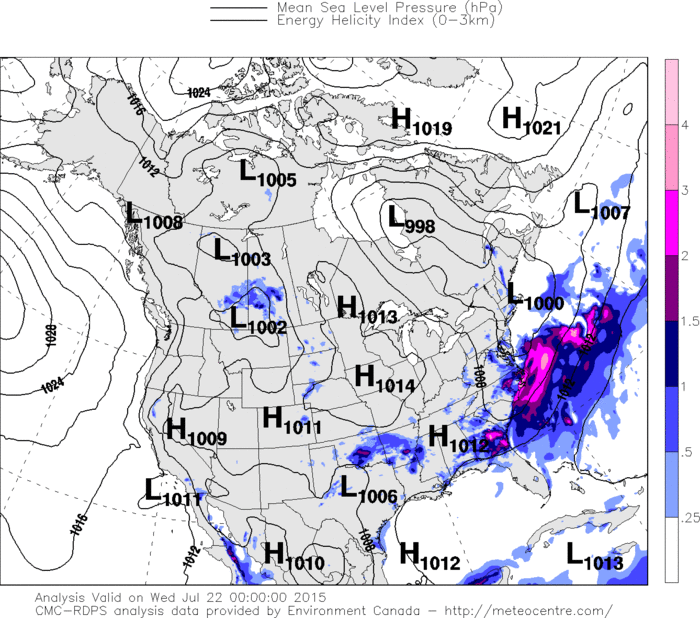 Mean Sea Level Pressure (hPa)
Energy Helicity Index (0-3km)
1024
1016
H1019
H1021
4
1012
L1005
3
L1008
L998
L1007
L1003
2
L1000
1028
L1002
H1013
1.5
1012
1016
1024
H1014
1008
1
H1009
H1011
H1012
.5
L1011
L1006
.25
1016
1012
H1010
1008
H1012
L1013
Analysis Valid on Wed Jul 22 00:00:00 2015
CMC-RDPS analysis data provided by Environment Canada - http://meteocentre.com/